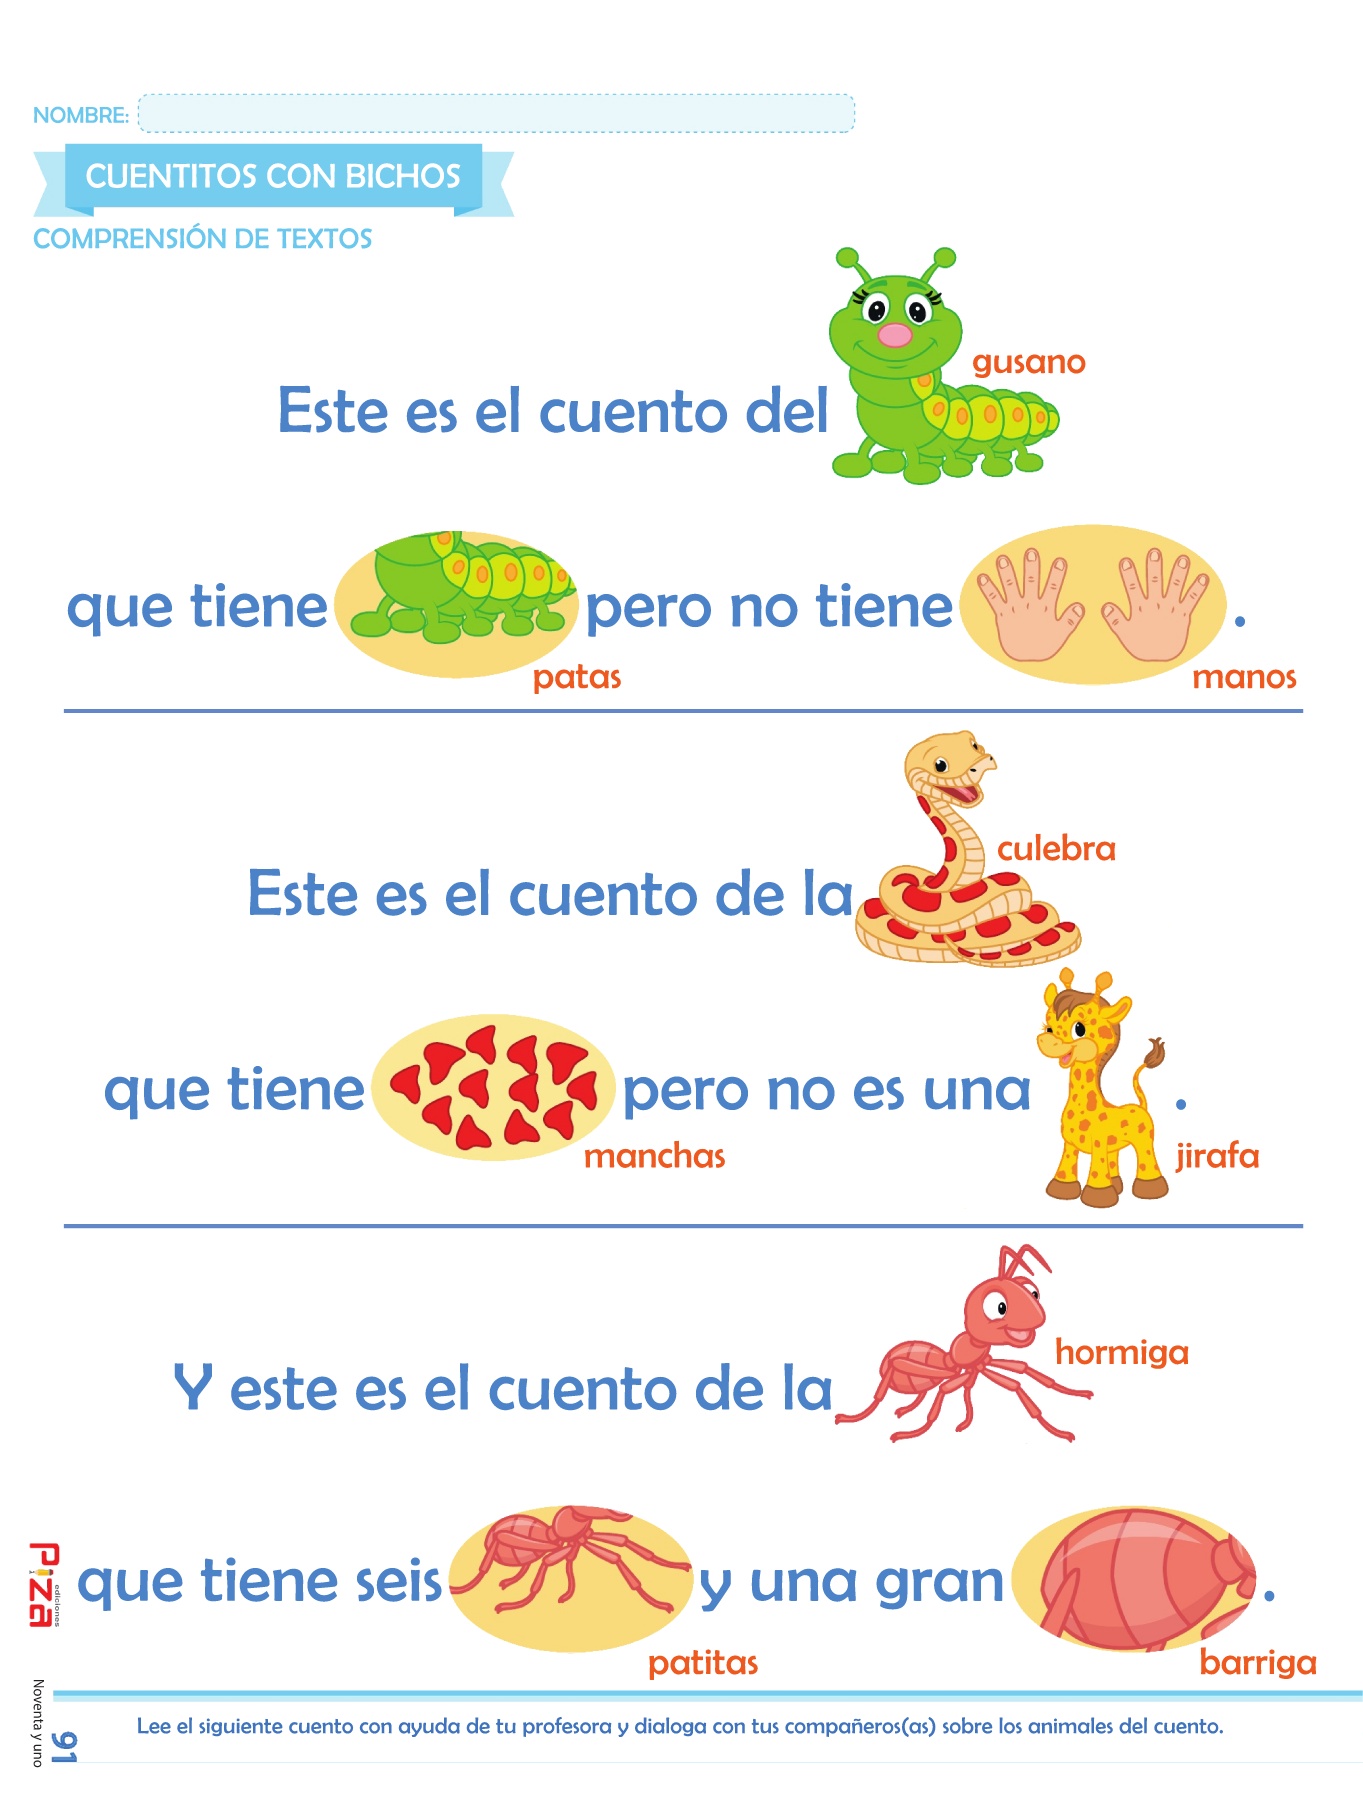 NOMBRE:
CUENTITOS CON BICHOS
COMPRENSIÓN DE TEXTOS
gusano
Este es el cuento del
que tiene pero no tiene .
patas manos
culebra
Este es el cuento de la
que tiene pero no es una .
manchas jirafa
hormiga
Y este es el cuento de la
que tiene seis y una gran .
patitas barriga
Lee el siguiente cuento con ayuda de tu profesora y dialoga con tus compañeros(as) sobre los animales del cuento.
PIZA
ediciones
Noventa y uno
91